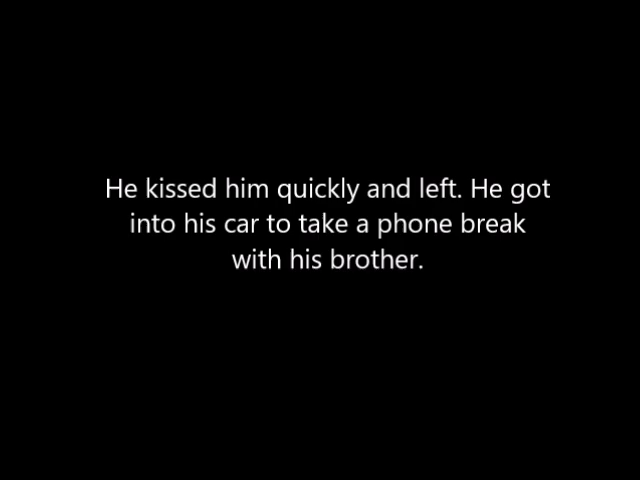 He kissed him quickly and left. He got
into his car to take a phone break
with his brother.